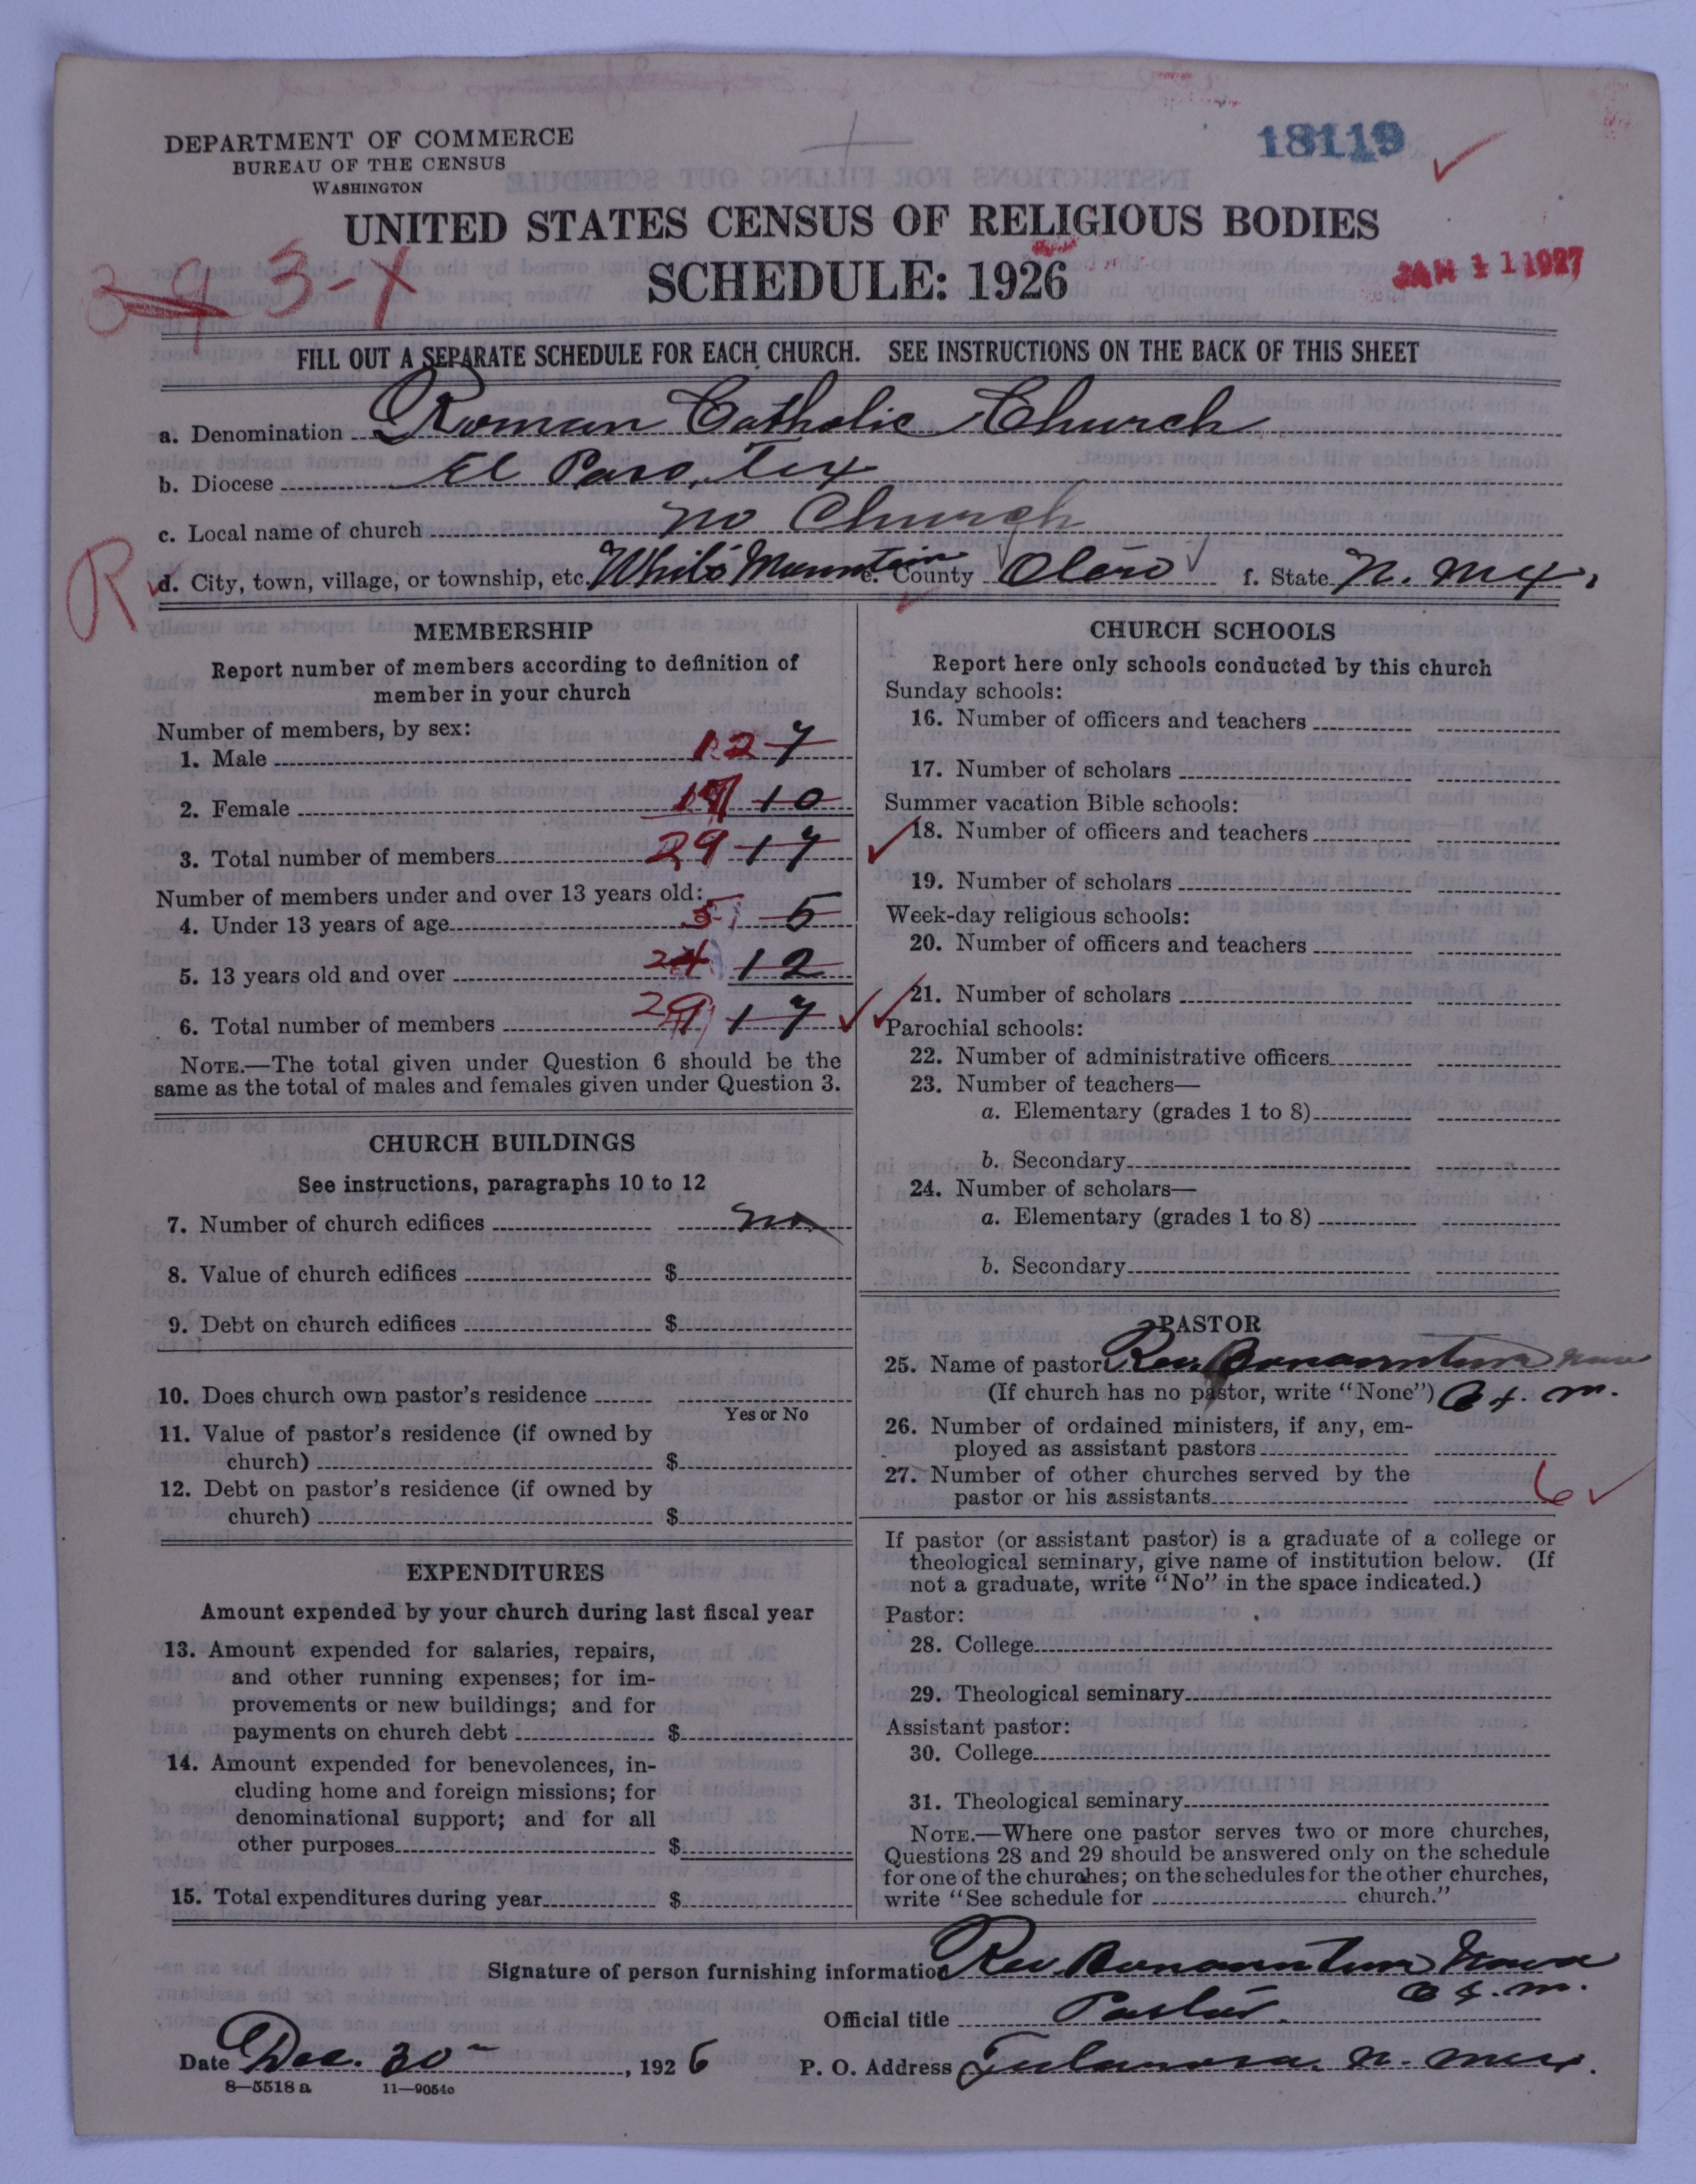 DEPARTMENT OF COMMERCE
BUREAU OF THE CENSUS
WASHINGTON
18119
UNITED STATES CENSUS OF RELIGIOUS BODIES
SCHEDULE: 1926
JAN 11 1927
39 3-X
FILL OUT A SEPARATE SCHEDULE FOR EACH CHURCH. SEE INSTRUCTIONS ON THE BACK OF THIS SHEET
a. Denomination Roman Catholic Church
b. Diocese El Paso, Tex
c. Local name of church no Church
R
d. City, town, village, or township, etc. White Mountain e. County Otero f. State N. Mex.
MEMBERSHIP
Report number of members according to definition of
member in your church
Number of members, by sex:
1. Male 12 7
2. Female 17 10
3. Total number of members 29 17
Number of members under and over 13 years old:
4. Under 13 years of age 5 5
5. 13 years old and over 24 12
6. Total number of members 29 17
NOTE.—The total given under Question 6 should be the
same as the total of males and females given under Question 3.
CHURCH BUILDINGS
See instructions, paragraphs 10 to 12
7. Number of church edifices no
8. Value of church edifices $
9. Debt on church edifices $
10. Does church own pastor's residence
Yes or No
11. Value of pastor's residence (if owned by
church) $
12. Debt on pastor's residence (if owned by
church) $
EXPENDITURES
Amount expended by your church during last fiscal year
13. Amount expended for salaries, repairs,
and other running expenses; for im-
provements or new buildings; and for
payments on church debt $
14. Amount expended for benevolences, in-
cluding home and foreign missions; for
denominational support; and for all
other purposes $
15. Total expenditures during year $
CHURCH SCHOOLS
Report here only schools conducted by this church
Sunday schools:
16. Number of officers and teachers
17. Number of scholars
Summer vacation Bible schools:
18. Number of officers and teachers
19. Number of scholars
Week-day religious schools:
20. Number of officers and teachers
21. Number of scholars
Parochial schools:
22. Number of administrative officers
23. Number of teachers—
a. Elementary (grades 1 to 8)
b. Secondary
24. Number of scholars—
a. Elementary (grades 1 to 8)
b. Secondary
PASTOR
25. Name of pastor Rev. Bonaventure
(If church has no pastor, write "None") O.f.m.
26. Number of ordained ministers, if any, em-
ployed as assistant pastors
27. Number of other churches served by the
pastor or his assistants 6
If pastor (or assistant pastor) is a graduate of a college or
theological seminary, give name of institution below. (If
not a graduate, write "No" in the space indicated.)
Pastor:
28. College
29. Theological seminary
Assistant pastor:
30. College
31. Theological seminary
NOTE.—Where one pastor serves two or more churches,
Questions 28 and 29 should be answered only on the schedule
for one of the churches; on the schedules for the other churches,
write "See schedule for church."
Signature of person furnishing information Rev. Bonaventure
O.f.m.
Official title Pastor.
Date Dec. 30, 1926 P. O. Address Tularosa, N. Mex.
8—5518 a 11—9054o